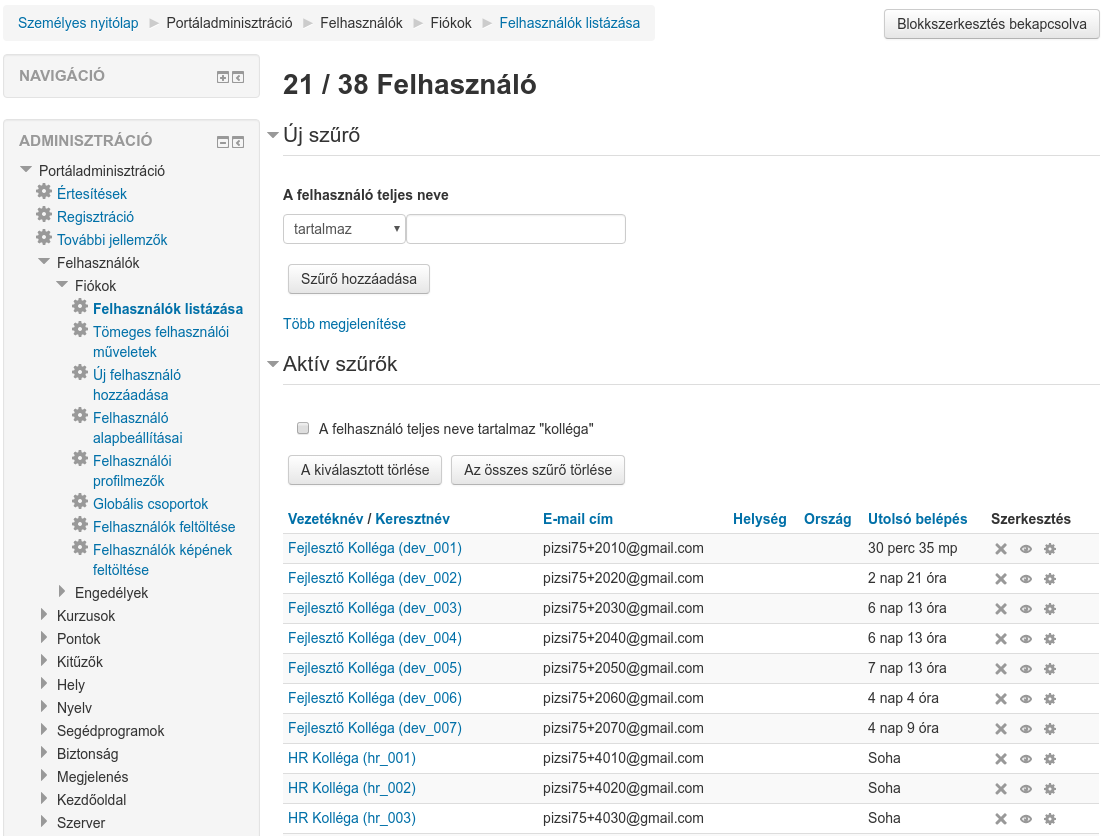 Személyes nyitólap ► Portáladminisztráció ► Felhasználók ► Fiókok ► Felhasználók listázása
Blokkszerkesztés bekapcsolva
NAVIGÁCIÓ
ADMINISZTRÁCIÓ
Portáladminisztráció
Értesítések
Regisztráció
További jellemzők
Felhasználók
Fiókok
Felhasználók listázása
Tömeges felhasználói
műveletek
Új felhasználó
hozzáadása
Felhasználó
alapbeállításai
Felhasználói
profilmezők
Globális csoportok
Felhasználók feltöltése
Felhasználók képének
feltöltése
Engedélyek
Kurzusok
Pontok
Kitűzők
Hely
Nyelv
Segédprogramok
Biztonság
Megjelenés
Kezdőoldal
Szerver
21 / 38 Felhasználó
Új szűrő
A felhasználó teljes neve
tartalmaz
Szűrő hozzáadása
Több megjelenítése
Aktív szűrők
A felhasználó teljes neve tartalmaz "kolléga"
A kiválasztott törlése Az összes szűrő törlése
Vezetéknév / Keresztnév E-mail cím Helység Ország Utolsó belépés Szerkesztés
Fejlesztő Kolléga (dev_001) pizsi75+2010@gmail.com 30 perc 35 mp
Fejlesztő Kolléga (dev_002) pizsi75+2020@gmail.com 2 nap 21 óra
Fejlesztő Kolléga (dev_003) pizsi75+2030@gmail.com 6 nap 13 óra
Fejlesztő Kolléga (dev_004) pizsi75+2040@gmail.com 6 nap 13 óra
Fejlesztő Kolléga (dev_005) pizsi75+2050@gmail.com 7 nap 13 óra
Fejlesztő Kolléga (dev_006) pizsi75+2060@gmail.com 4 nap 4 óra
Fejlesztő Kolléga (dev_007) pizsi75+2070@gmail.com 4 nap 9 óra
HR Kolléga (hr_001) pizsi75+4010@gmail.com Soha
HR Kolléga (hr_002) pizsi75+4020@gmail.com Soha
HR Kolléga (hr_003) pizsi75+4030@gmail.com Soha